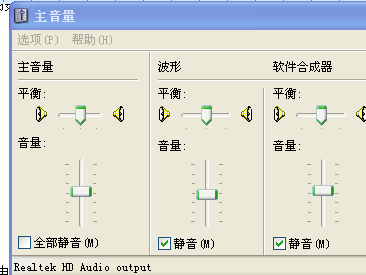 主音量
选项(P) 帮助(H)
主音量 波形 软件合成器
平衡: 平衡: 平衡:
音量: 音量: 音量:
全部静音(M) 静音(M) 静音(M)
Realtek HD Audio output